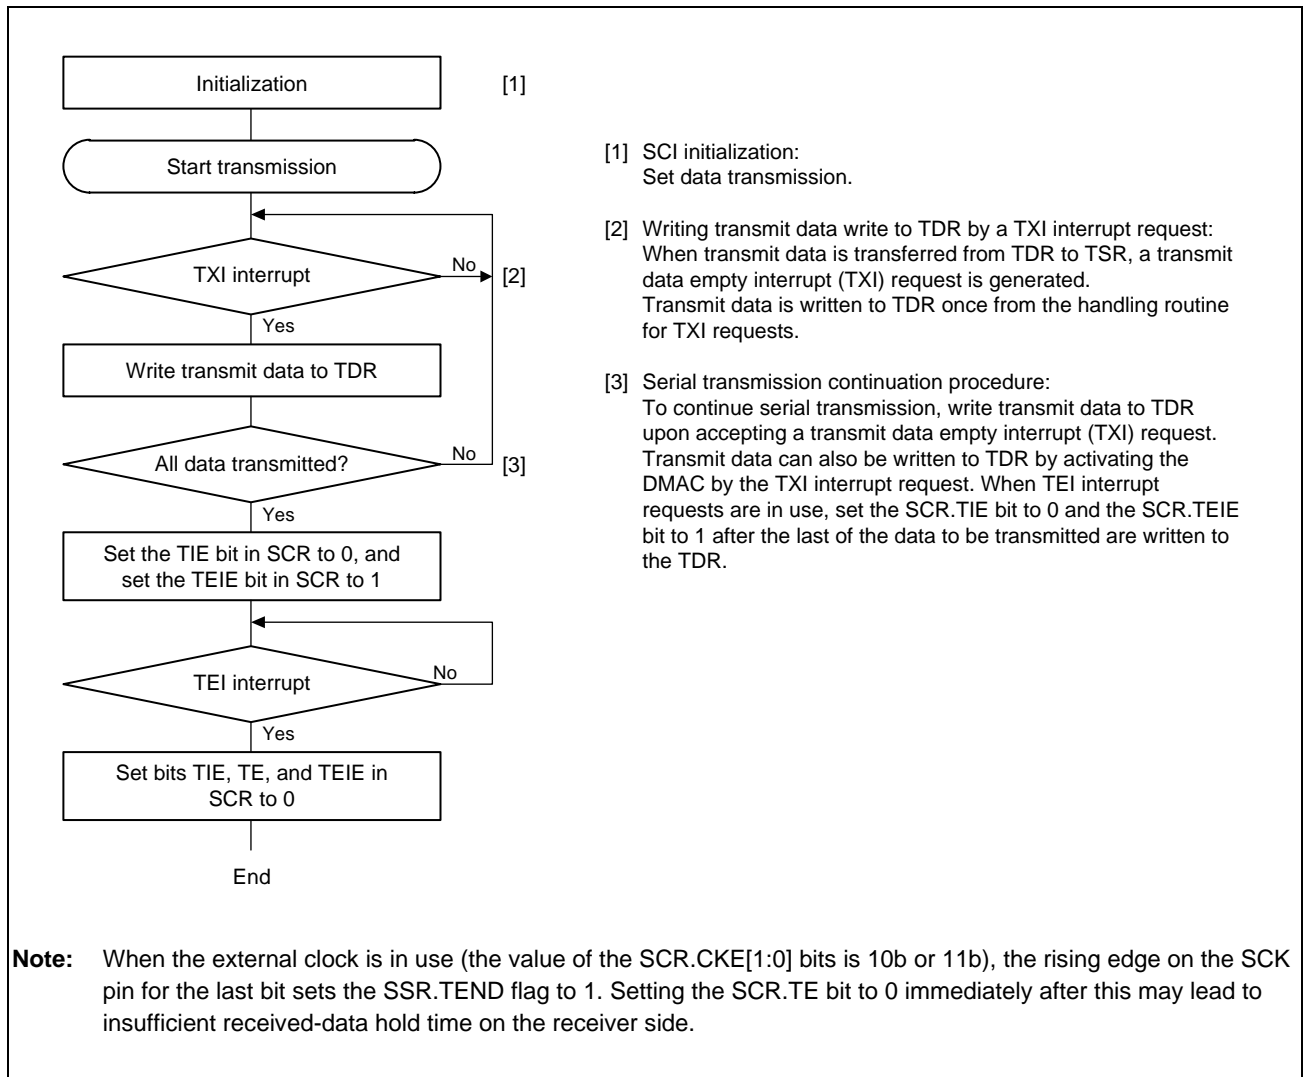 Initialization
[1]
Start transmission
TXI interrupt
No
[2]
Yes
Write transmit data to TDR
All data transmitted?
No
[3]
Yes
Set the TIE bit in SCR to 0, and
set the TEIE bit in SCR to 1
TEI interrupt
No
Yes
Set bits TIE, TE, and TEIE in
SCR to 0
End
[1] SCI initialization:
Set data transmission.
[2] Writing transmit data write to TDR by a TXI interrupt request:
When transmit data is transferred from TDR to TSR, a transmit
data empty interrupt (TXI) request is generated.
Transmit data is written to TDR once from the handling routine
for TXI requests.
[3] Serial transmission continuation procedure:
To continue serial transmission, write transmit data to TDR
upon accepting a transmit data empty interrupt (TXI) request.
Transmit data can also be written to TDR by activating the
DMAC by the TXI interrupt request. When TEI interrupt
requests are in use, set the SCR.TIE bit to 0 and the SCR.TEIE
bit to 1 after the last of the data to be transmitted are written to
the TDR.
Note: When the external clock is in use (the value of the SCR.CKE[1:0] bits is 10b or 11b), the rising edge on the SCK
pin for the last bit sets the SSR.TEND flag to 1. Setting the SCR.TE bit to 0 immediately after this may lead to
insufficient received-data hold time on the receiver side.